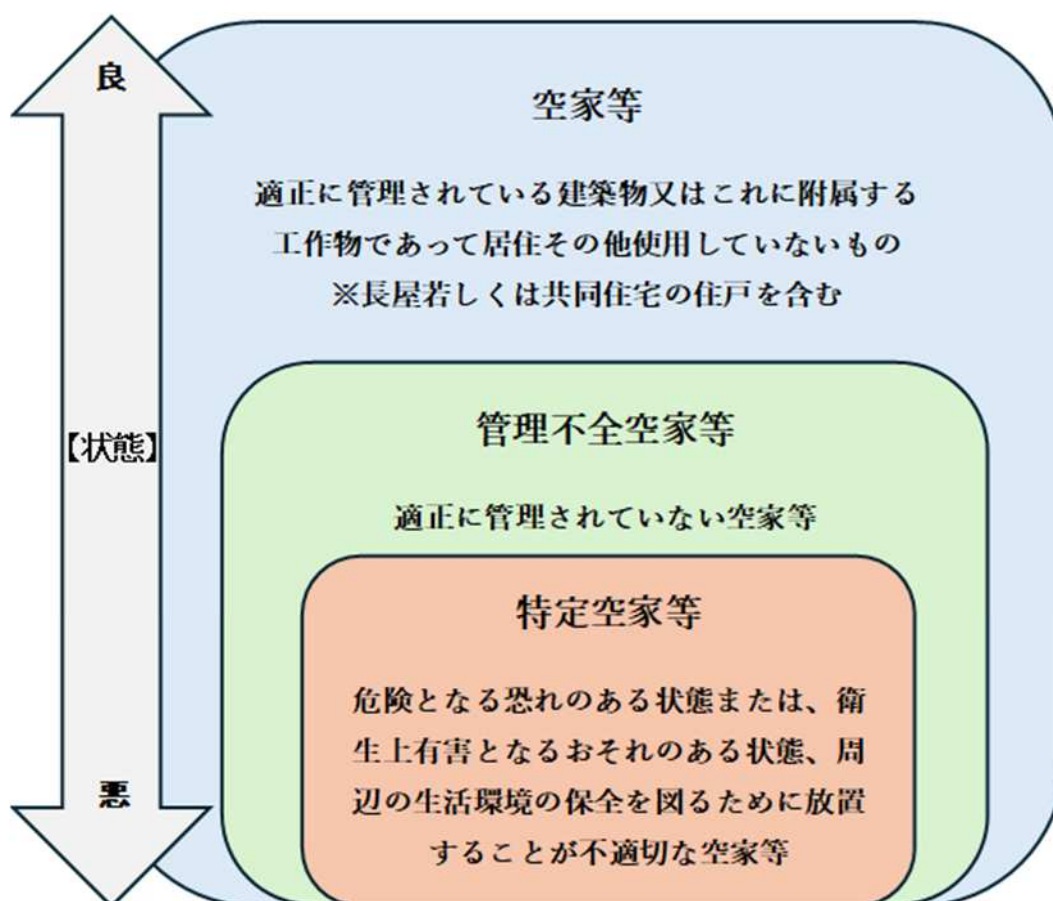 良
空家等
適正に管理されている建築物又はこれに附属する
工作物であって居住その他使用していないもの
※長屋若しくは共同住宅の住戸を含む
【状態】
管理不全空家等
適正に管理されていない空家等
特定空家等
危険となる恐れのある状態または、衛
生上有害となるおそれのある状態、周
辺の生活環境の保全を図るために放置
することが不適切な空家等
悪